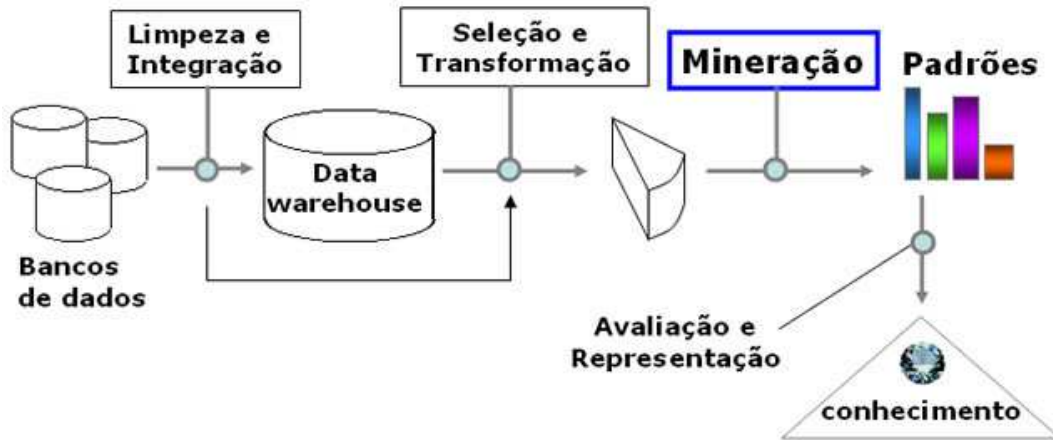 Limpeza e
Integração
Seleção e
Transformação
Mineração
Padrões
Data
warehouse
Bancos
de dados
Avaliação e
Representação
conhecimento